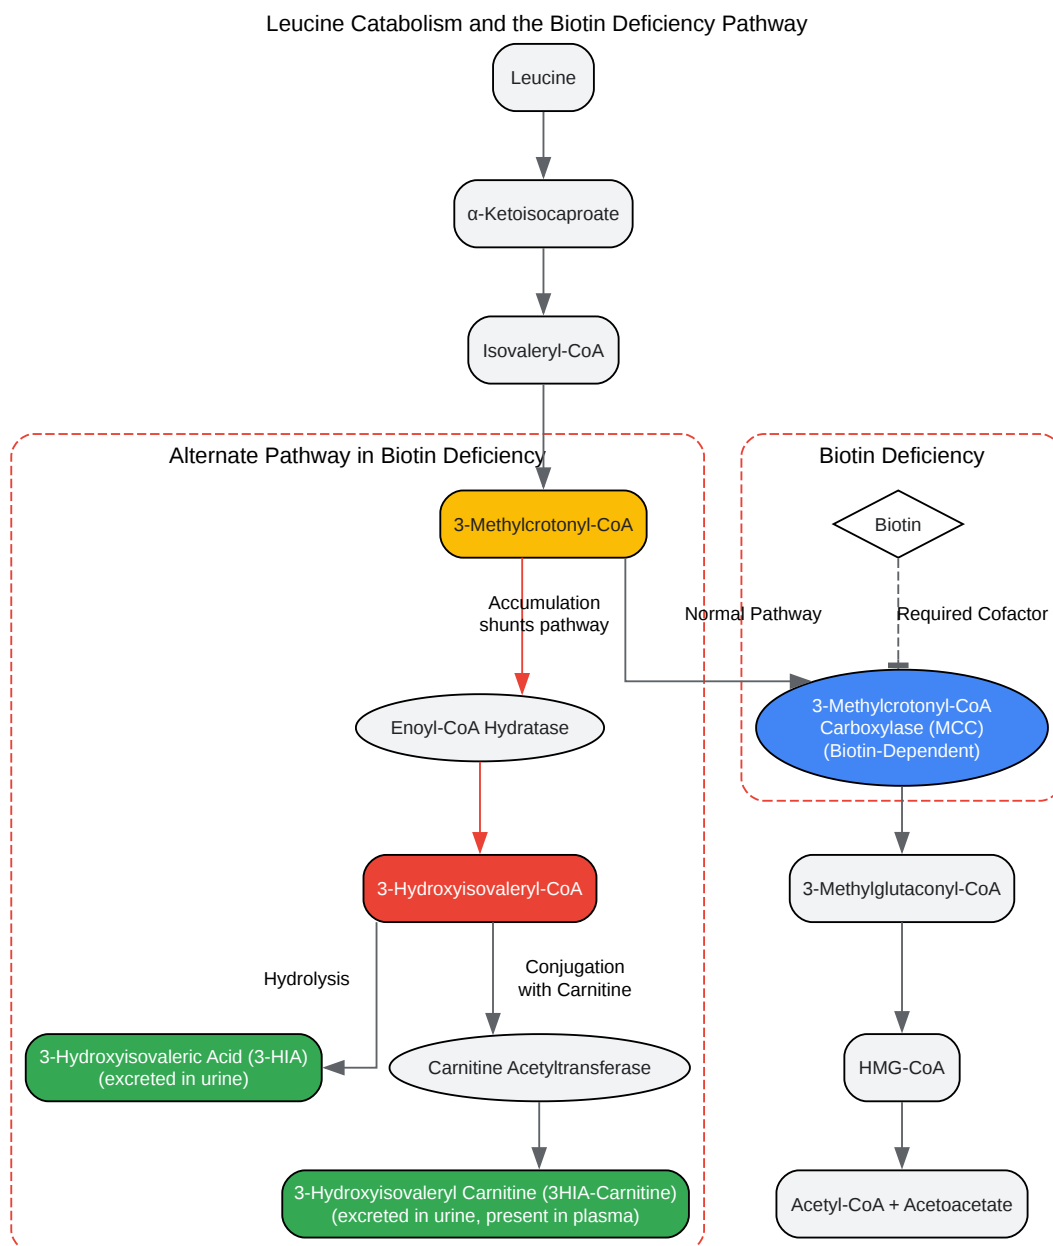 Leucine Catabolism and the Biotin Deficiency Pathway
Leucine
α-Ketoisocaproate
Isovaleryl-CoA
Alternate Pathway in Biotin Deficiency
Biotin Deficiency
3-Methylcrotonyl-CoA
Biotin
Accumulation
shunts pathway
Normal Pathway
Required Cofactor
Enoyl-CoA Hydratase
3-Methylcrotonyl-CoA
Carboxylase (MCC)
(Biotin-Dependent)
3-Hydroxyisovaleryl-CoA
3-Methylglutaconyl-CoA
Hydrolysis
Conjugation
with Carnitine
3-Hydroxyisovaleric Acid (3-HIA)
(excreted in urine)
Carnitine Acetyltransferase
HMG-CoA
3-Hydroxyisovaleryl Carnitine (3HIA-Carnitine)
(excreted in urine, present in plasma)
Acetyl-CoA + Acetoacetate